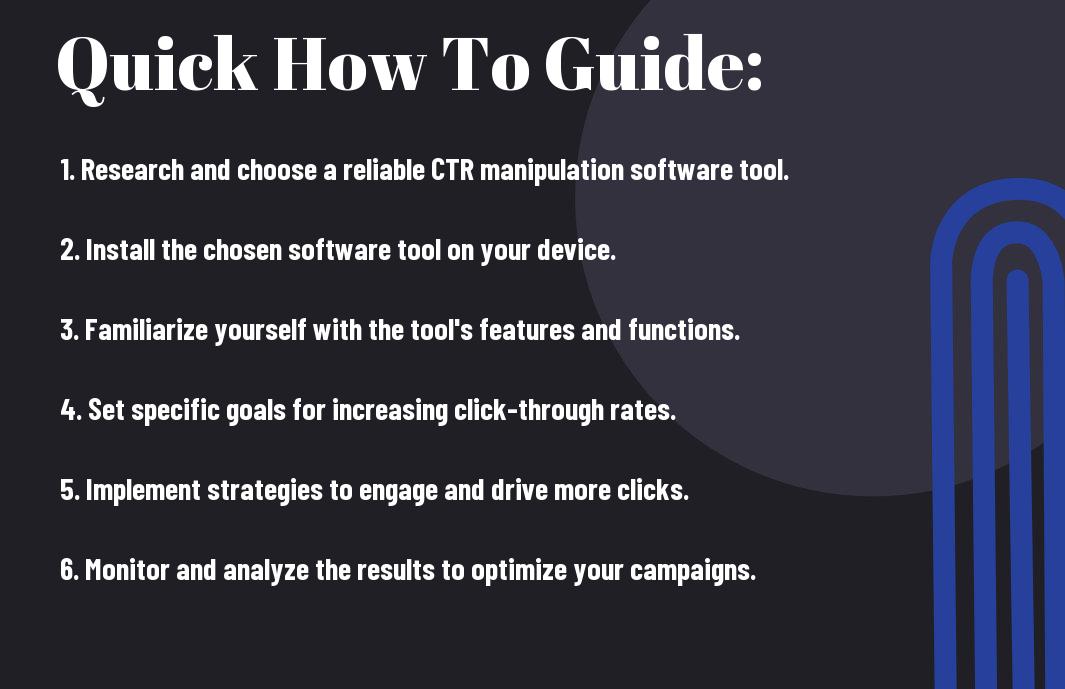 Quick How To Guide:
1. Research and choose a reliable CTR manipulation software tool.
2. Install the chosen software tool on your device.
3. Familiarize yourself with the tool's features and functions.
4. Set specific goals for increasing click-through rates.
5. Implement strategies to engage and drive more clicks.
6. Monitor and analyze the results to optimize your campaigns.